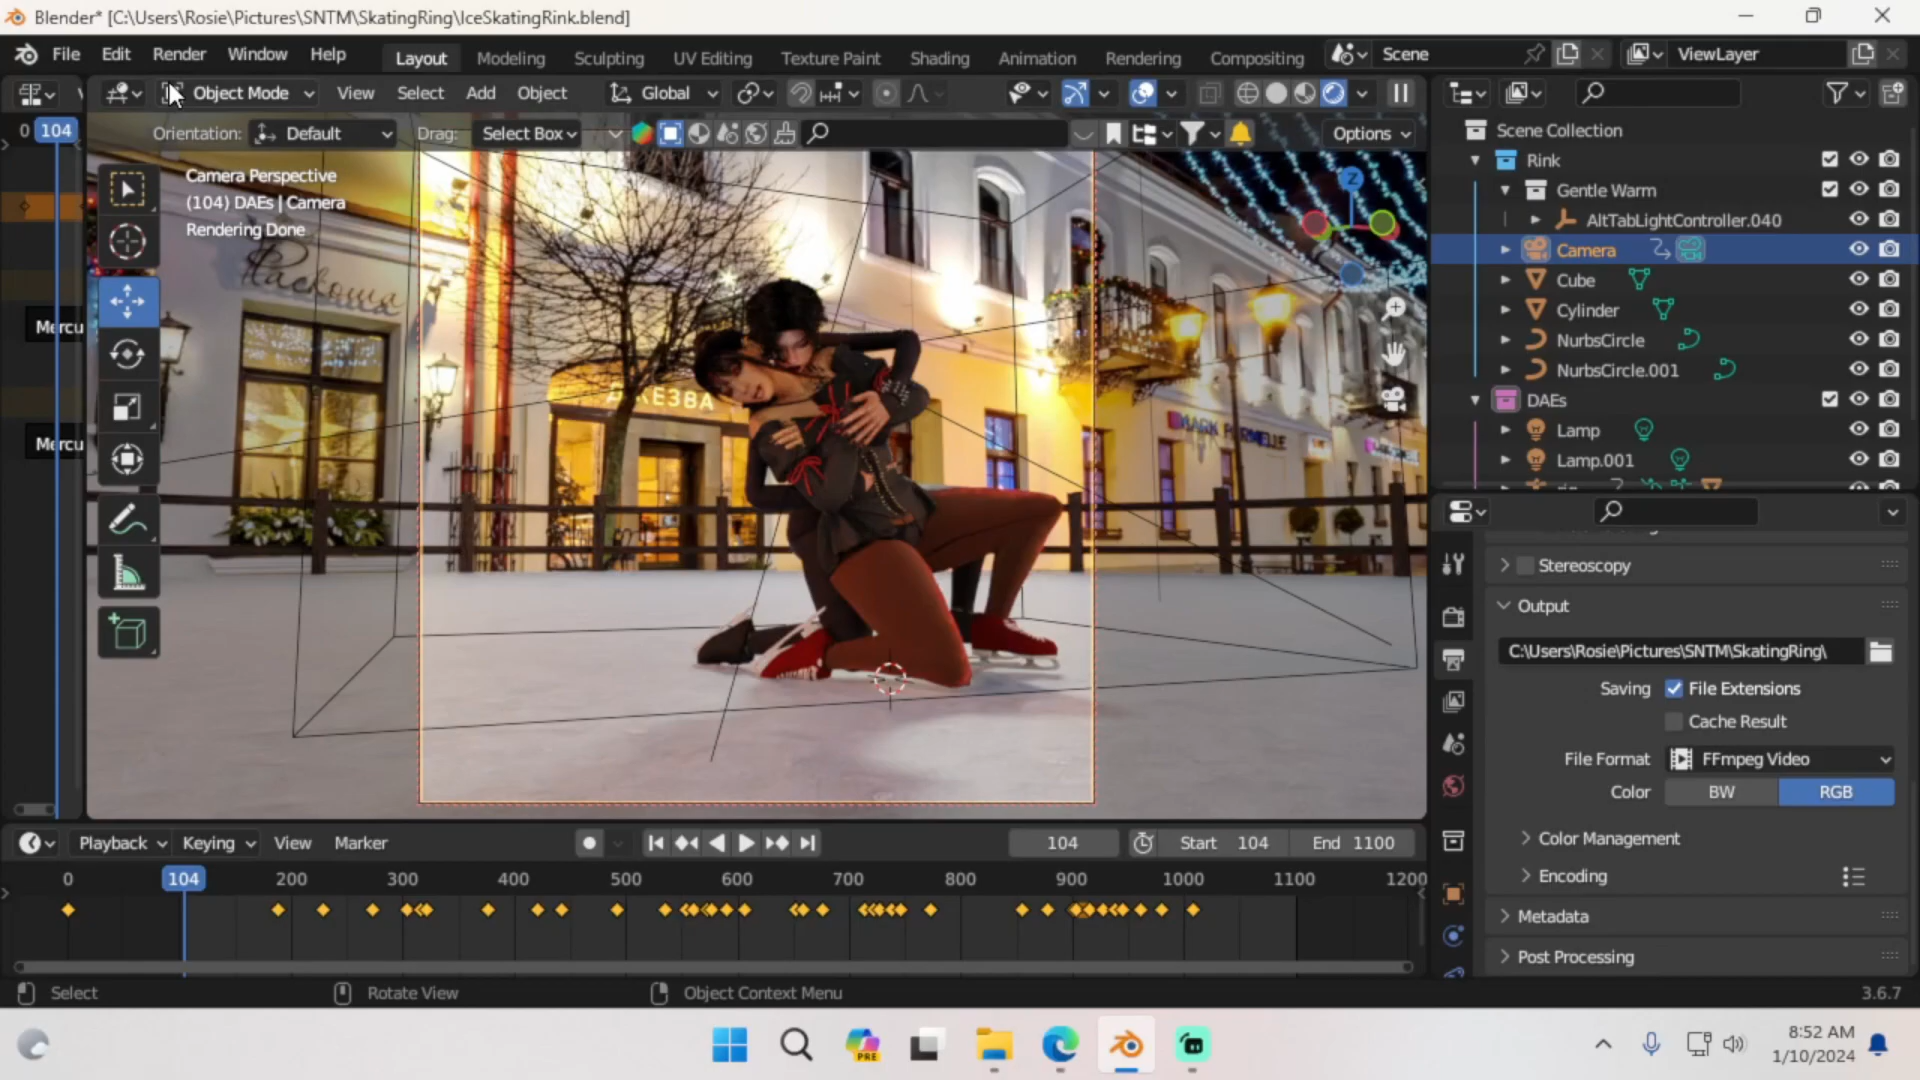 Blender* [C:\Users\Rosie\Pictures\SNTM\SkatingRing\IceSkatingRink.blend]
File Edit Render Window Help Layout Modeling Sculpting UV Editing Texture Paint Shading Animation Rendering Compositing Scene ViewLayer
Object Mode View Select Add Object Global
Orientation: Default Drag: Select Box Options
0 104
Camera Perspective
(104) DAEs | Camera
Rendering Done
Mercu
Mercu
Раскоша
ДЖЕЗВА
MARK FORMELLE
Z
Scene Collection
Rink
Gentle Warm
AltTabLightController.040
Camera
Cube
Cylinder
NurbsCircle
NurbsCircle.001
DAEs
Lamp
Lamp.001
Stereoscopy
Output
C:\Users\Rosie\Pictures\SNTM\SkatingRing\
Saving File Extensions
Cache Result
File Format FFmpeg Video
Color BW RGB
Color Management
Encoding
Metadata
Post Processing
Playback Keying View Marker 104 Start 104 End 1100
0 104 200 300 400 500 600 700 800 900 1000 1100 1200
Select Rotate View Object Context Menu 3.6.7
PRE
8:52 AM
1/10/2024